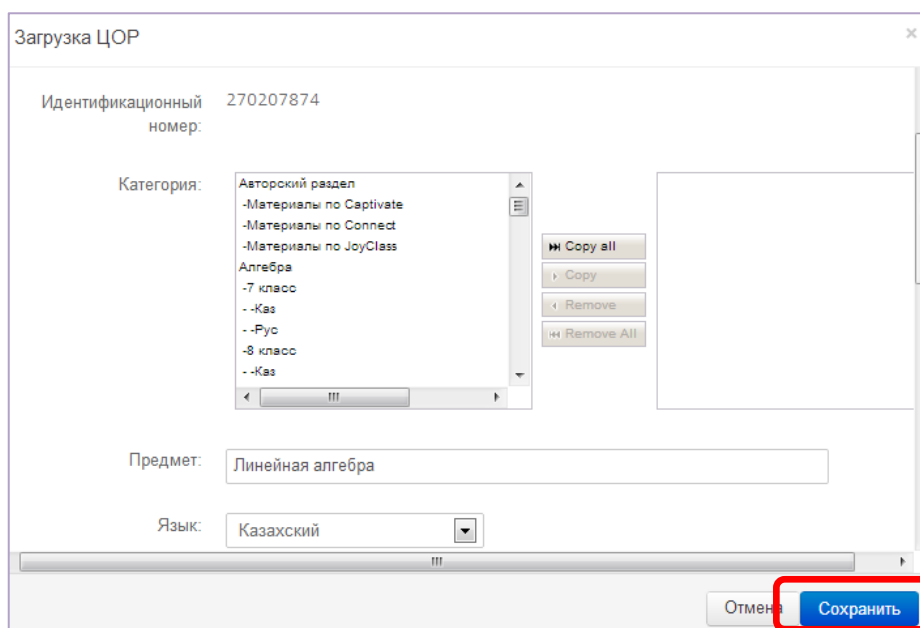 Загрузка ЦОР
×
Идентификационный 270207874
номер:
Категория:
Авторский раздел
-Материалы по Captivate
-Материалы по Connect
-Материалы по JoyClass
Алгебра
-7 класс
- -Каз
- -Рус
-8 класс
- -Каз
Copy all
Copy
Remove
Remove All
Предмет: Линейная алгебра
Язык: Казахский
Отмена Сохранить